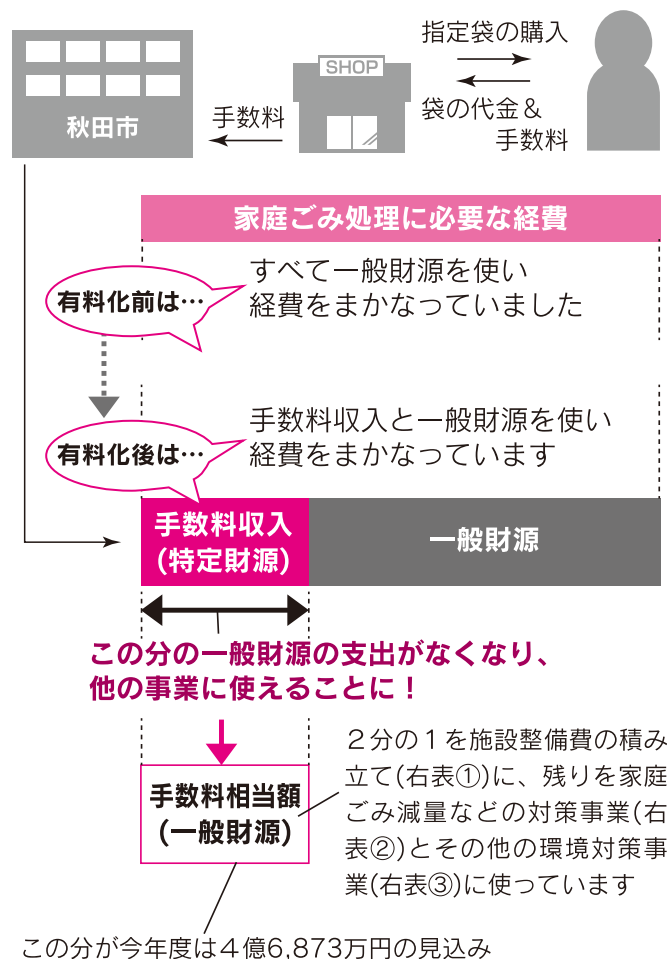 指定袋の購入
SHOP
袋の代金＆
手数料
手数料
秋田市
家庭ごみ処理に必要な経費
有料化前は…
すべて一般財源を使い
経費をまかなっていました
有料化後は…
手数料収入と一般財源を使い
経費をまかなっています
手数料収入
(特定財源)
一般財源
この分の一般財源の支出がなくなり、
他の事業に使えることに！
手数料相当額
(一般財源)
２分の１を施設整備費の積み
立て(右表①)に、残りを家庭
ごみ減量などの対策事業(右
表②)とその他の環境対策事
業(右表③)に使っています
この分が今年度は４億6,873万円の見込み